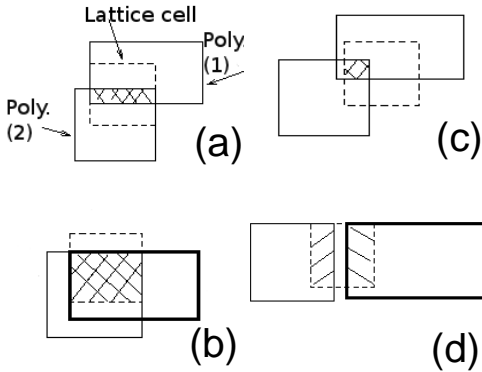 Lattice cell
Poly.
(1)
Poly.
(2)
(a)
(c)
(b)
(d)